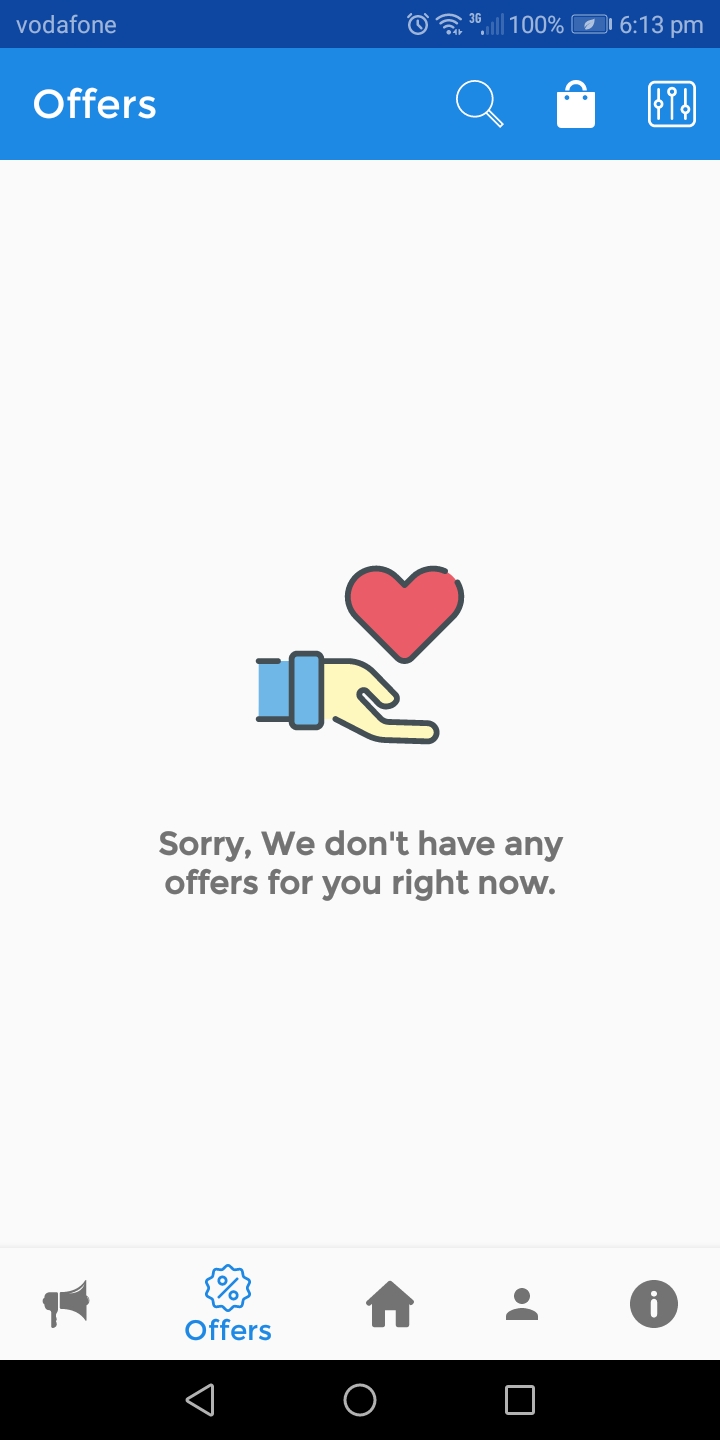 vodafone 3G 100% 6:13 pm
Offers
Sorry, We don't have any
offers for you right now.
Offers